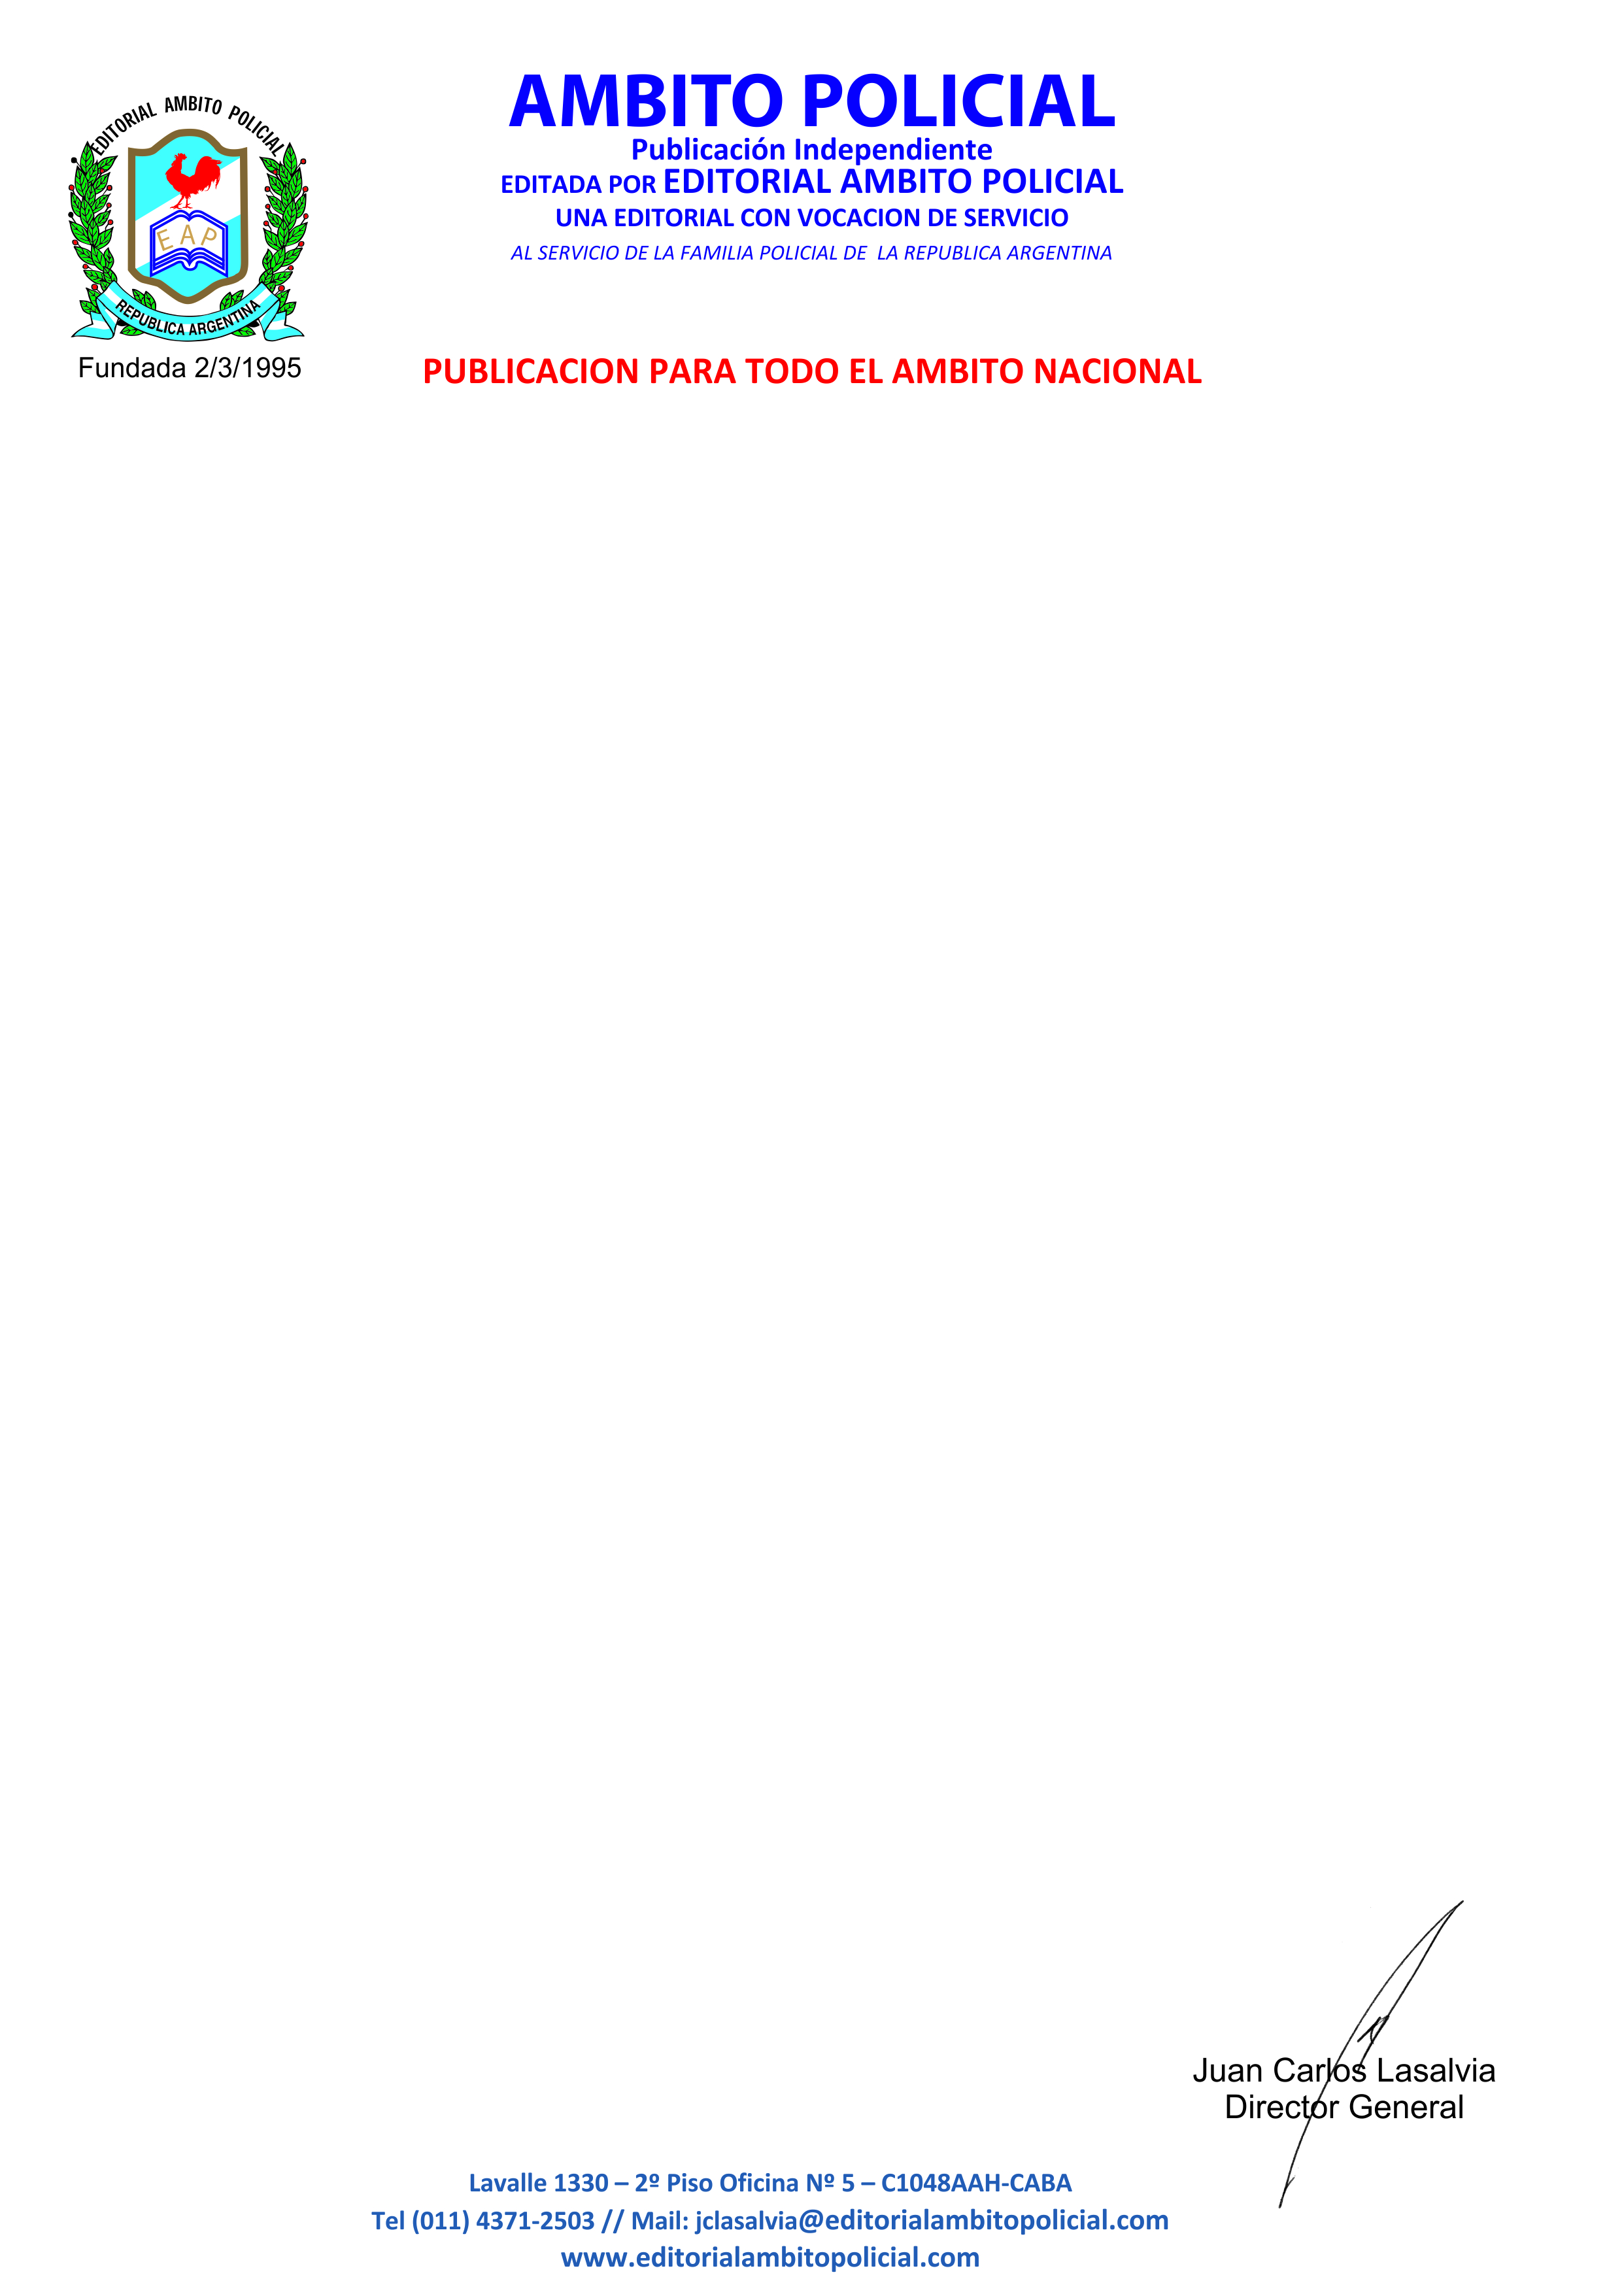 EDITORIAL AMBITO POLICIAL
E A P
REPUBLICA ARGENTINA
Fundada 2/3/1995
AMBITO POLICIAL
Publicación Independiente
EDITADA POR EDITORIAL AMBITO POLICIAL
UNA EDITORIAL CON VOCACION DE SERVICIO
AL SERVICIO DE LA FAMILIA POLICIAL DE LA REPUBLICA ARGENTINA
PUBLICACION PARA TODO EL AMBITO NACIONAL
Juan Carlos Lasalvia
Director General
Lavalle 1330 – 2º Piso Oficina Nº 5 – C1048AAH-CABA
Tel (011) 4371-2503 // Mail: jclasalvia@editorialambitopolicial.com
www.editorialambitopolicial.com